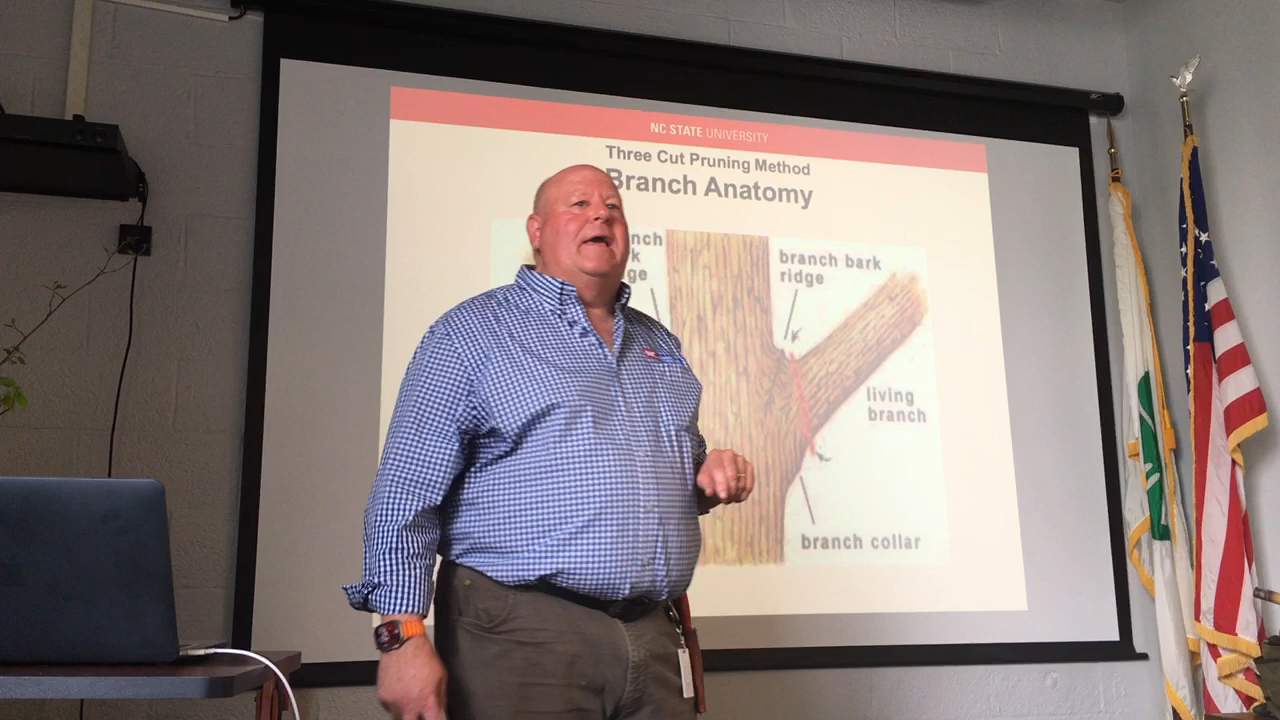 NC STATE UNIVERSITY
Three Cut Pruning Method
Branch Anatomy
branch bark
ridge
living
branch
branch collar